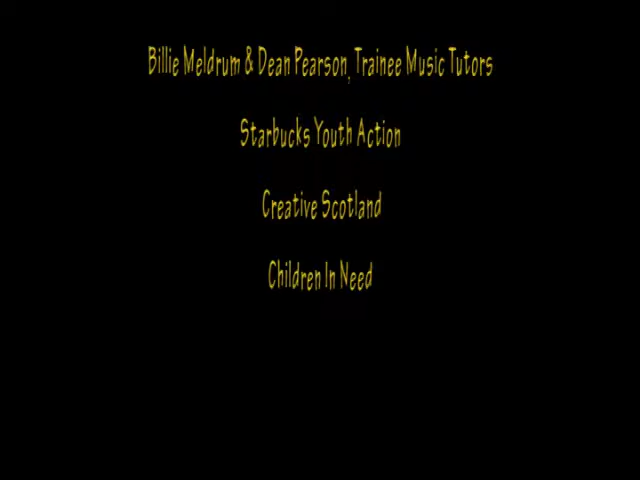 Billie Meldrum & Dean Pearson, Trainee Music Tutors
Starbucks Youth Action
Creative Scotland
Children In Need